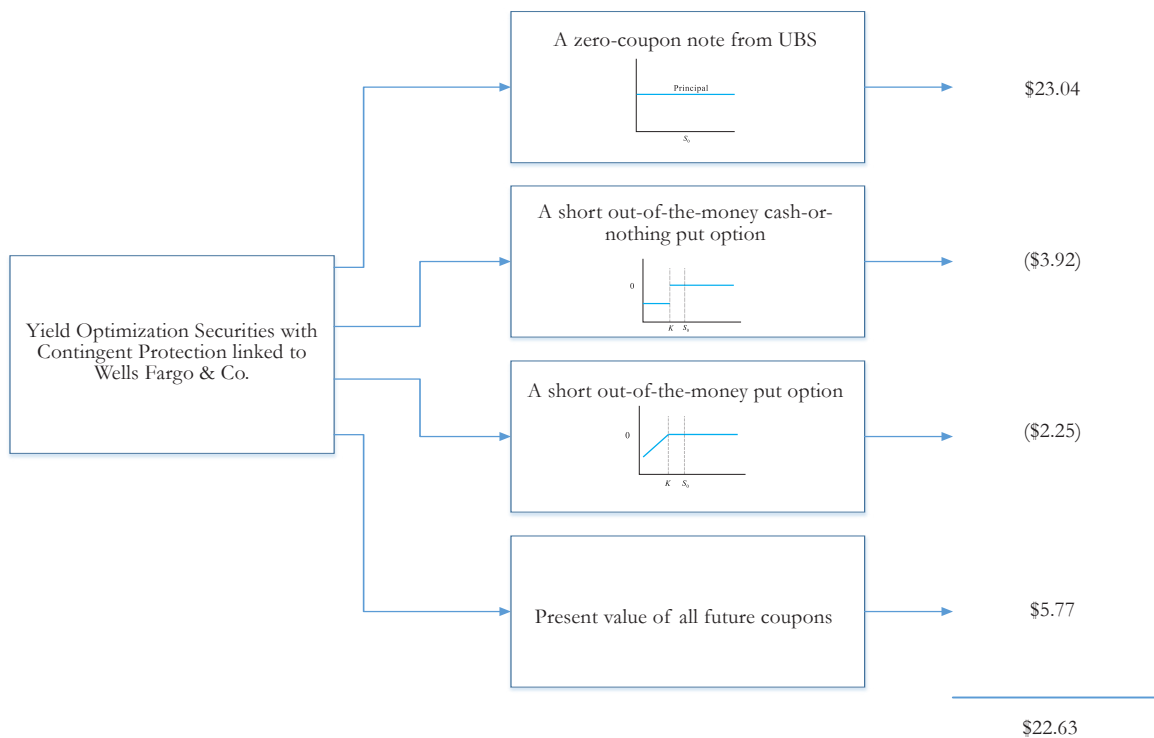 A zero-coupon note from UBS
Principal
S₀
$23.04
A short out-of-the-money cash-or-
nothing put option
0
K
S₀
($3.92)
Yield Optimization Securities with
Contingent Protection linked to
Wells Fargo & Co.
A short out-of-the-money put option
0
K
S₀
($2.25)
Present value of all future coupons
$5.77
$22.63